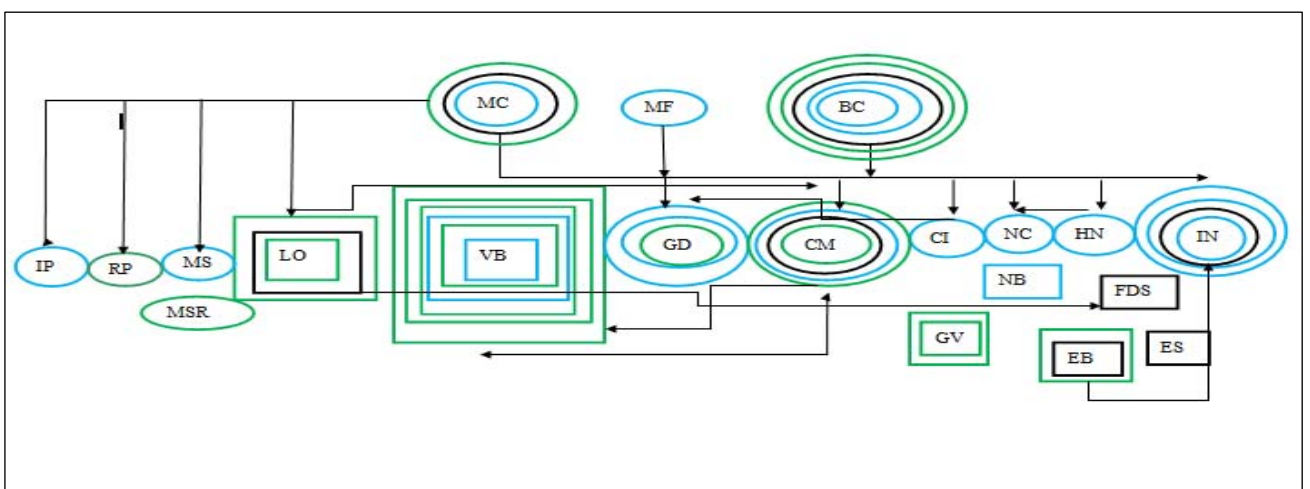 MC
MF
BC
IP
RP
MS
LO
VB
GD
CM
CI
NC
HN
IN
MSR
NB
FDS
GV
EB
ES